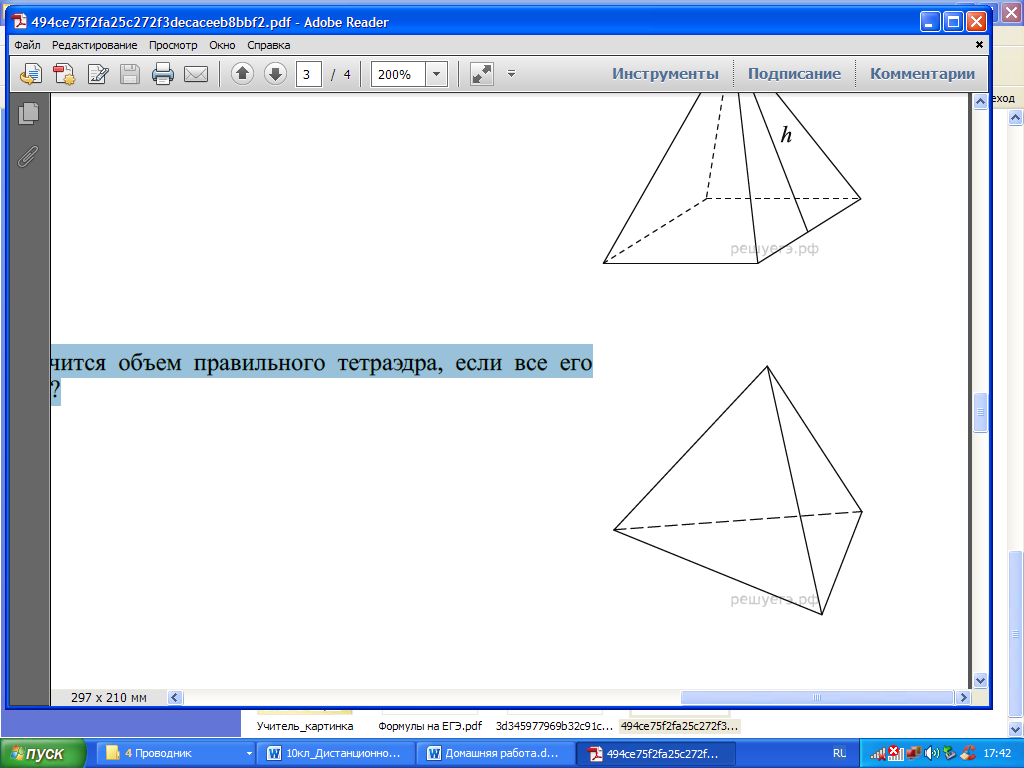 494ce75f2fa25c272f3decaceeb8bbf2.pdf - Adobe Reader
Файл Редактирование Просмотр Окно Справка
3 / 4 200% Инструменты Подписание Комментарии
еход
h
решуегэ.рф
чится объем правильного тетраэдра, если все его
?
решуегэ.рф
297 x 210 мм
Учитель_картинка Формулы на ЕГЭ.pdf 3d345977969b32c91c... 494ce75f2fa25c272f3...
пуск 4 Проводник 10кл_Дистанционно... Домашняя работа.d... 494ce75f2fa25c272f... RU 17:42